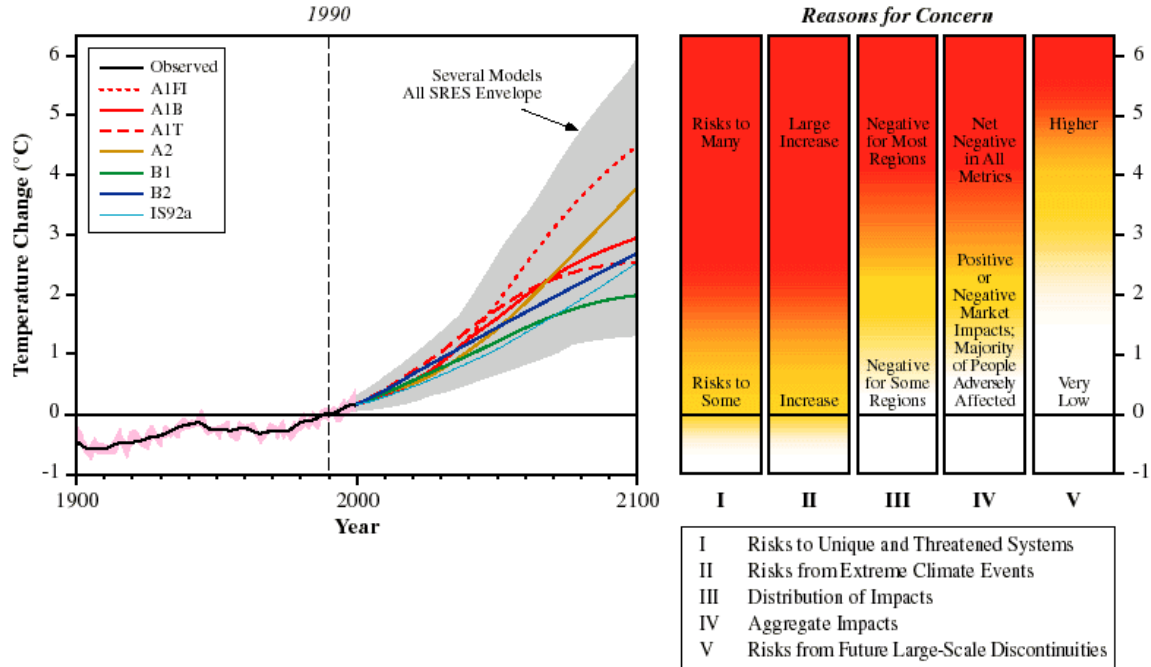 1990
6
5
4
3
2
1
0
-1
Temperature Change (°C)
Observed
A1FI
A1B
A1T
A2
B1
B2
IS92a
Several Models
All SRES Envelope
1900
2000
2100
Year
Reasons for Concern
Risks to
Many
Risks to
Some
Large
Increase
Increase
Negative
for Most
Regions
Negative
for Some
Regions
Net
Negative
in All
Metrics
Positive
or
Negative
Market
Impacts;
Majority
of People
Adversely
Affected
Higher
Very
Low
6
5
4
3
2
1
0
-1
I
II
III
IV
V
I Risks to Unique and Threatened Systems
II Risks from Extreme Climate Events
III Distribution of Impacts
IV Aggregate Impacts
V Risks from Future Large-Scale Discontinuities